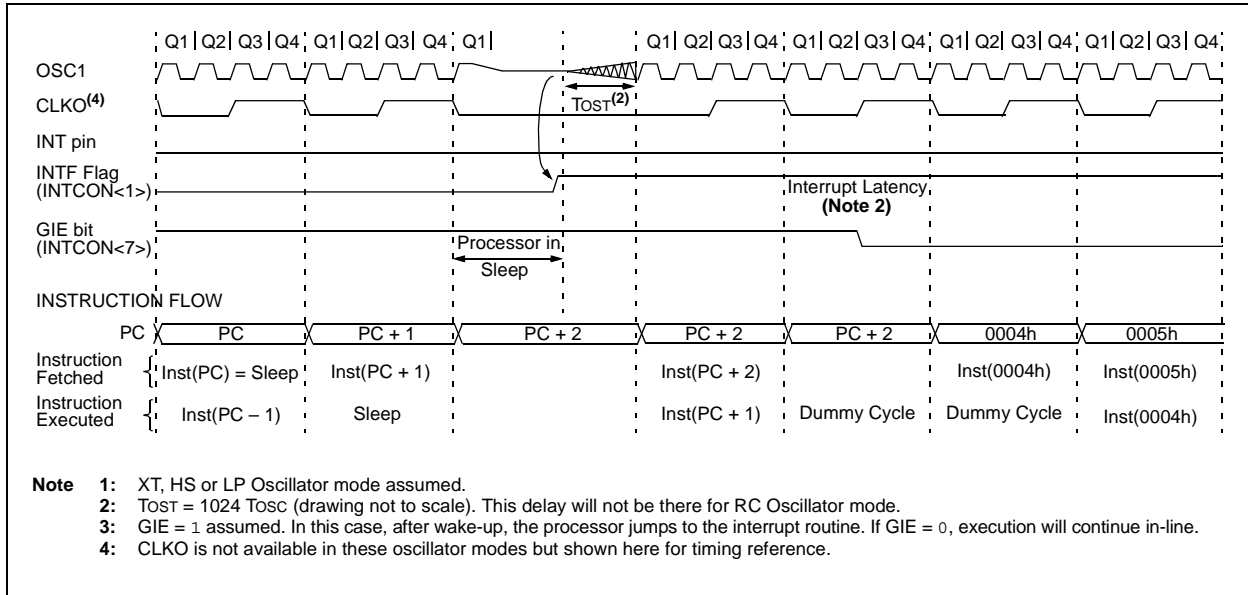 Q1 Q2 Q3 Q4 Q1 Q2 Q3 Q4 Q1 Q1 Q2 Q3 Q4 Q1 Q2 Q3 Q4 Q1 Q2 Q3 Q4 Q1 Q2 Q3 Q4
OSC1
CLKO(4)
TOST(2)
INT pin
INTF Flag
(INTCON<1>)
Interrupt Latency
(Note 2)
GIE bit
(INTCON<7>)
Processor in
Sleep
INSTRUCTION FLOW
PC PC PC + 1 PC + 2 PC + 2 PC + 2 0004h 0005h
Instruction
Fetched
Inst(PC) = Sleep Inst(PC + 1) Inst(PC + 2) Inst(0004h) Inst(0005h)
Instruction
Executed
Inst(PC – 1) Sleep Inst(PC + 1) Dummy Cycle Dummy Cycle Inst(0004h)
Note 1: XT, HS or LP Oscillator mode assumed.
2: TOST = 1024 TOSC (drawing not to scale). This delay will not be there for RC Oscillator mode.
3: GIE = 1 assumed. In this case, after wake-up, the processor jumps to the interrupt routine. If GIE = 0, execution will continue in-line.
4: CLKO is not available in these oscillator modes but shown here for timing reference.